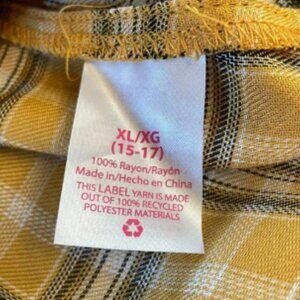 XL/XG
(15-17)
100% Rayon/Rayón
Made in/Hecho en China
THIS LABEL YARN IS MADE
OUT OF 100% RECYCLED
POLYESTER MATERIALS